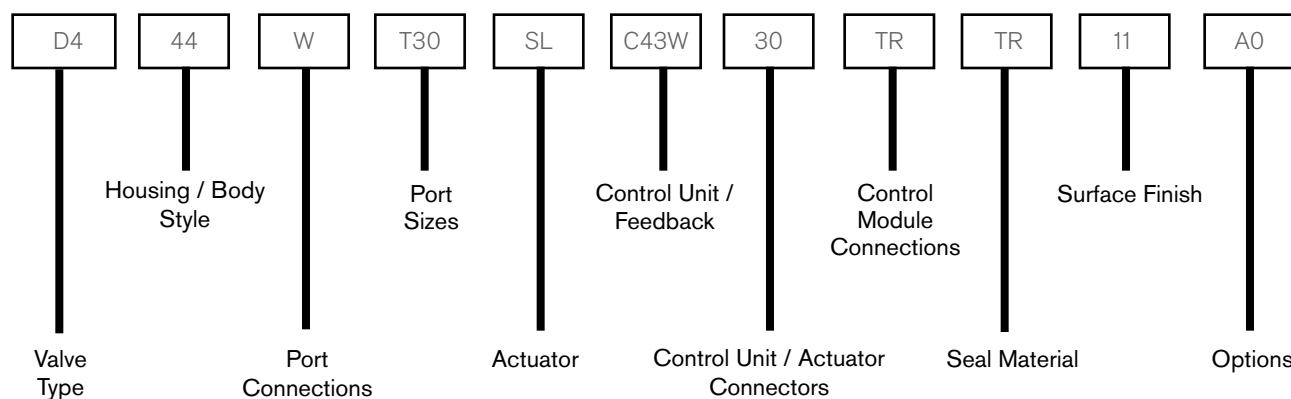 D4 44 W T30 SL C43W 30 TR TR 11 A0
Housing / Body
Style
Port
Sizes
Control Unit /
Feedback
Control
Module
Connections
Surface Finish
Valve
Type
Port
Connections
Actuator
Control Unit / Actuator
Connectors
Seal Material
Options